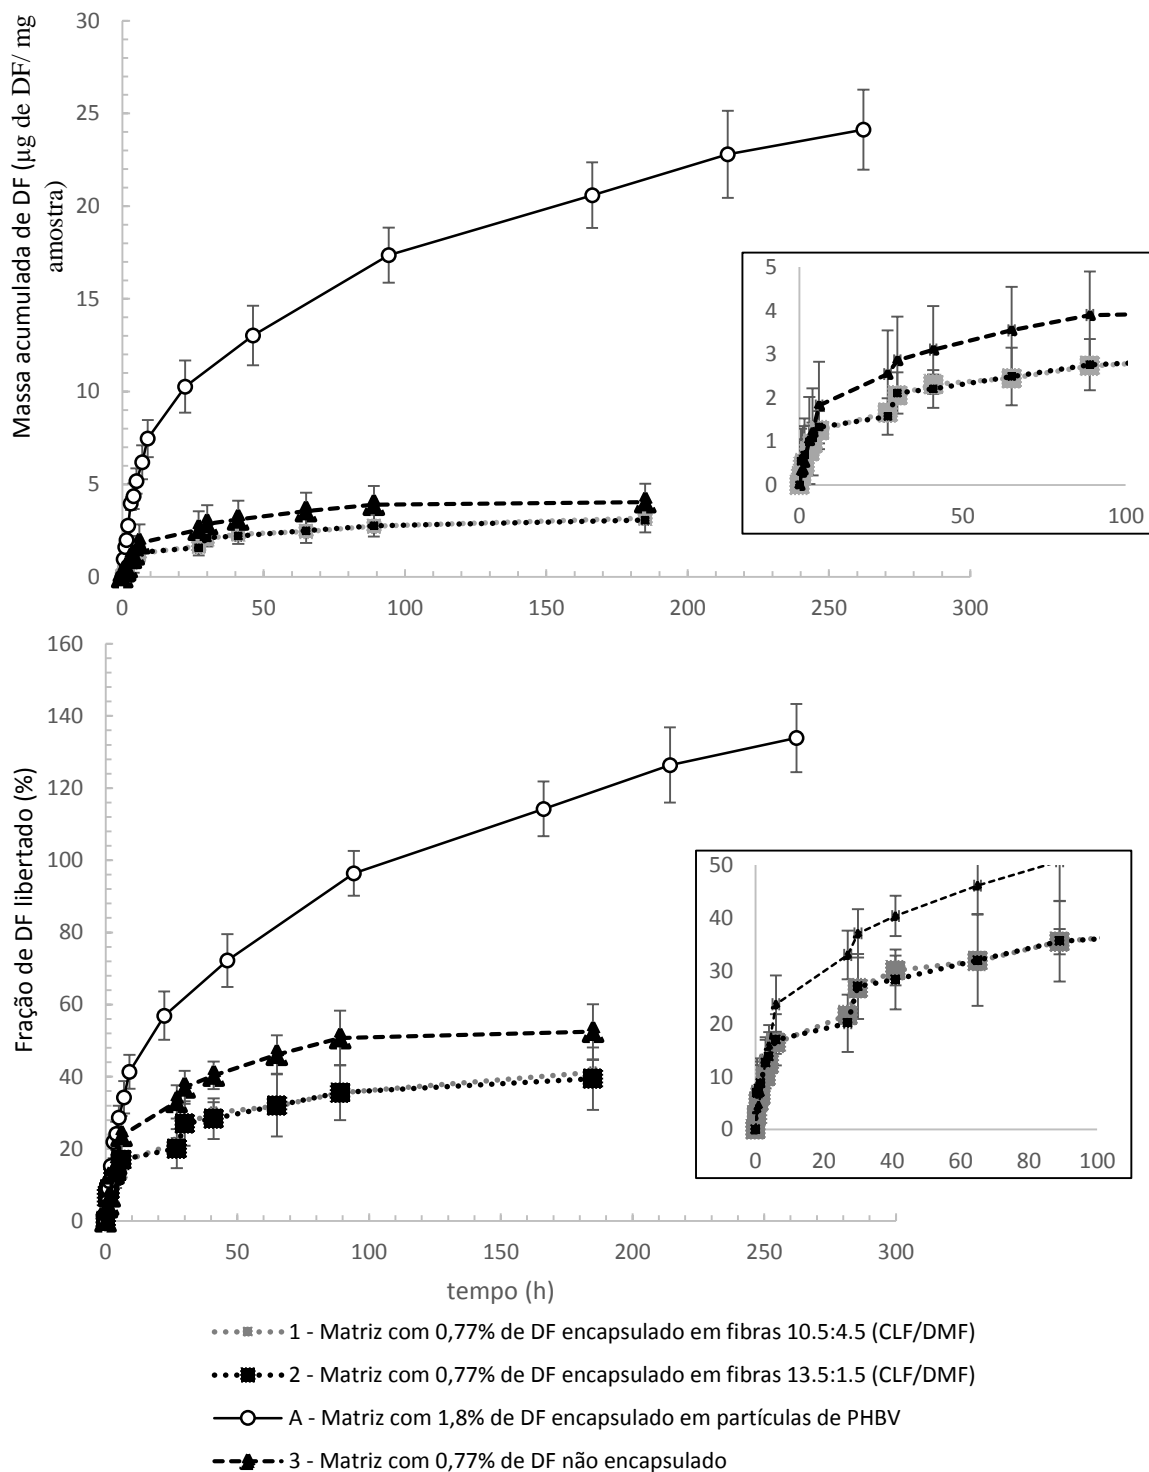 Massa acumulada de DF (µg de DF/ mg
amostra)
30
25
20
15
10
5
0
0 50 100 150 200 250 300
5
4
3
2
1
0
0 50 100
Fração de DF libertado (%)
160
140
120
100
80
60
40
20
0
0 50 100 150 200 250 300
tempo (h)
50
40
30
20
10
0
0 20 40 60 80 100
1 - Matriz com 0,77% de DF encapsulado em fibras 10.5:4.5 (CLF/DMF)
2 - Matriz com 0,77% de DF encapsulado em fibras 13.5:1.5 (CLF/DMF)
A - Matriz com 1,8% de DF encapsulado em partículas de PHBV
3 - Matriz com 0,77% de DF não encapsulado